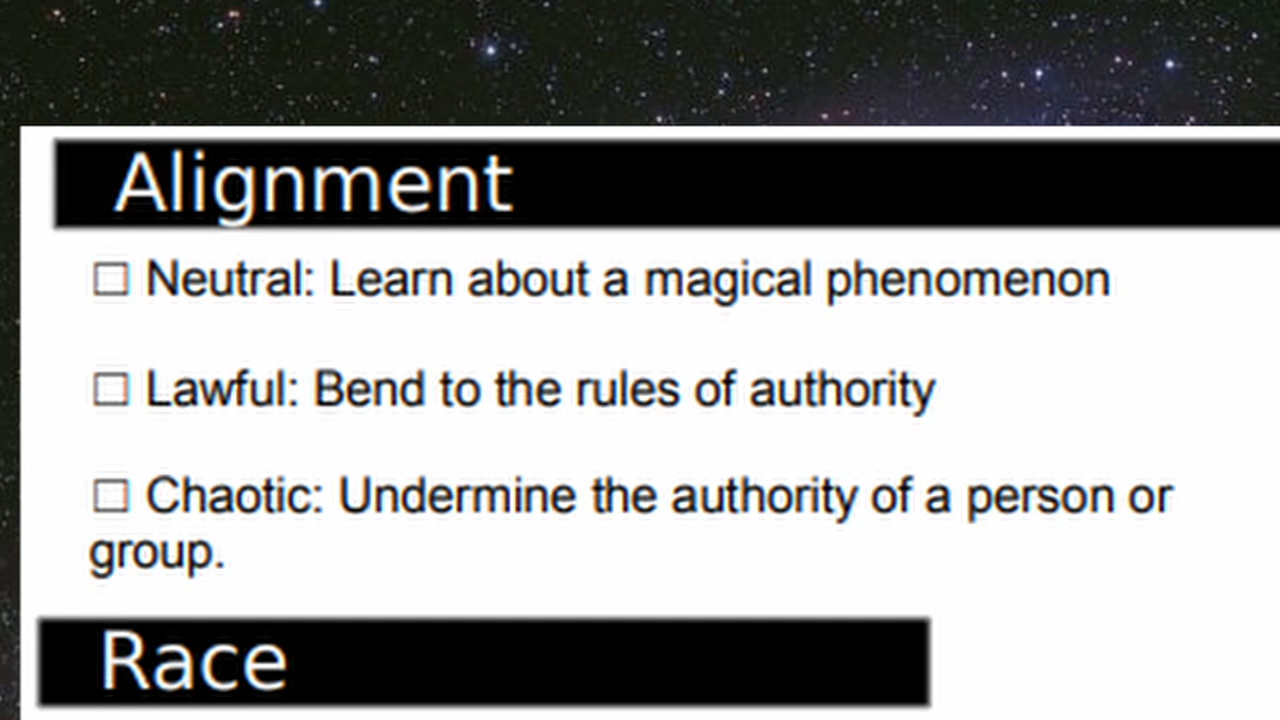 Alignment
☐ Neutral: Learn about a magical phenomenon
☐ Lawful: Bend to the rules of authority
☐ Chaotic: Undermine the authority of a person or
group.
Race